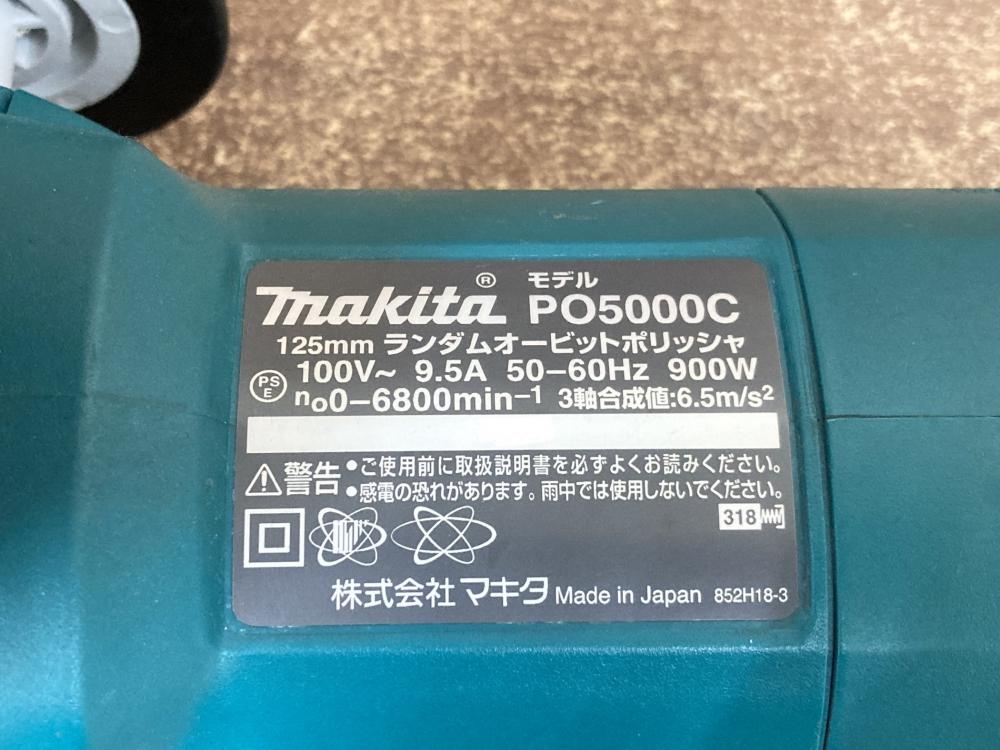 makita® モデル PO5000C
125mm ランダムオービットポリッシャ
PSE 100V~ 9.5A 50-60Hz 900W
n₀0-6800min⁻¹ 3軸合成値:6.5m/s²
⚠警告 •ご使用前に取扱説明書を必ずよくお読みください。
•感電の恐れがあります。雨中では使用しないでください。
318
株式会社 マキタ Made in Japan 852H18-3